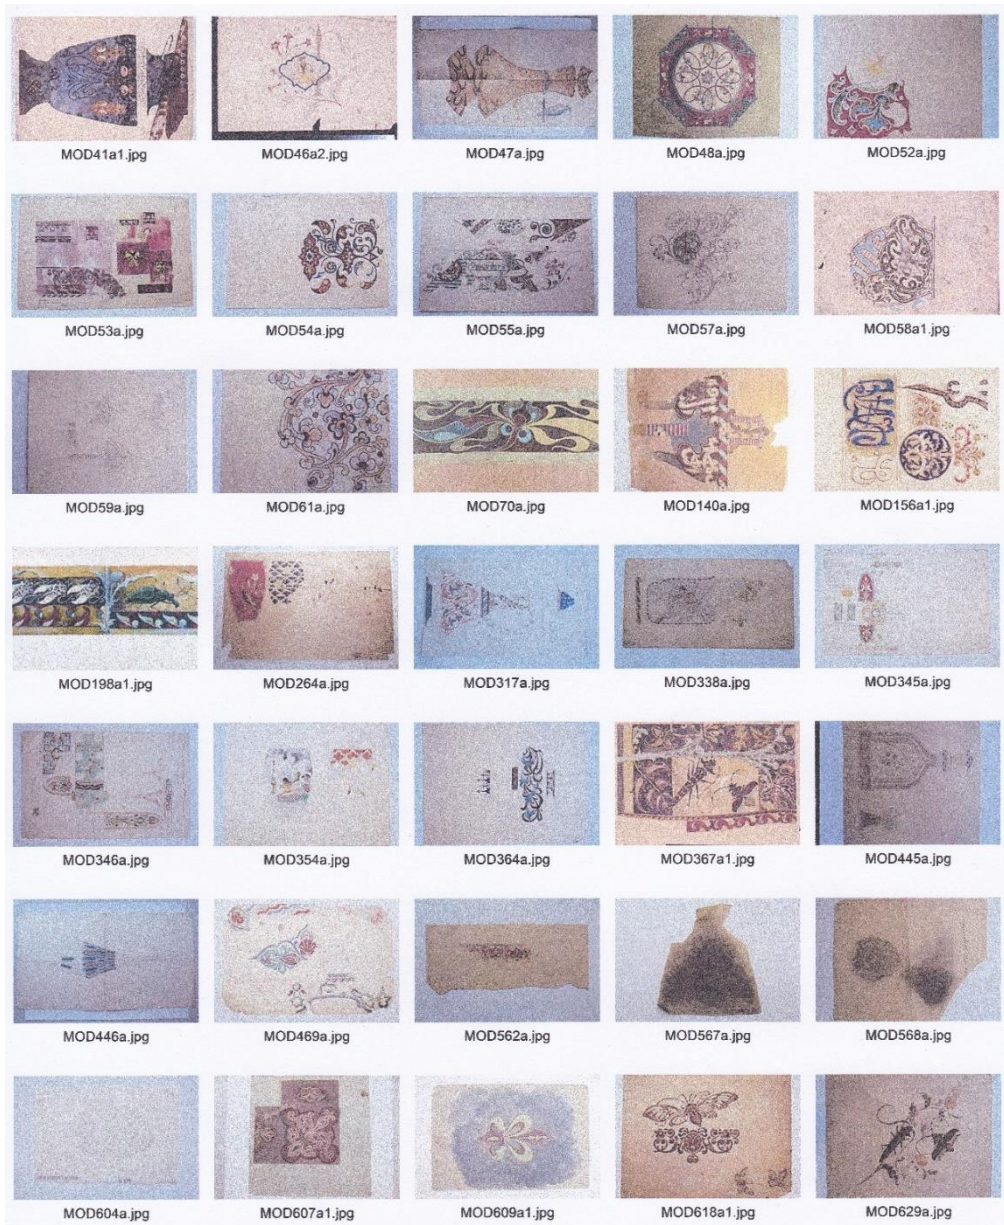 MOD41a1.jpg MOD46a2.jpg MOD47a.jpg MOD48a.jpg MOD52a.jpg
MOD53a.jpg MOD54a.jpg MOD55a.jpg MOD57a.jpg MOD58a1.jpg
MOD59a.jpg MOD61a.jpg MOD70a.jpg MOD140a.jpg MOD156a1.jpg
MOD198a1.jpg MOD264a.jpg MOD317a.jpg MOD338a.jpg MOD345a.jpg
MOD346a.jpg MOD354a.jpg MOD364a.jpg MOD367a1.jpg MOD445a.jpg
MOD446a.jpg MOD469a.jpg MOD562a.jpg MOD567a.jpg MOD568a.jpg
MOD604a.jpg MOD607a1.jpg MOD609a1.jpg MOD618a1.jpg MOD629a.jpg